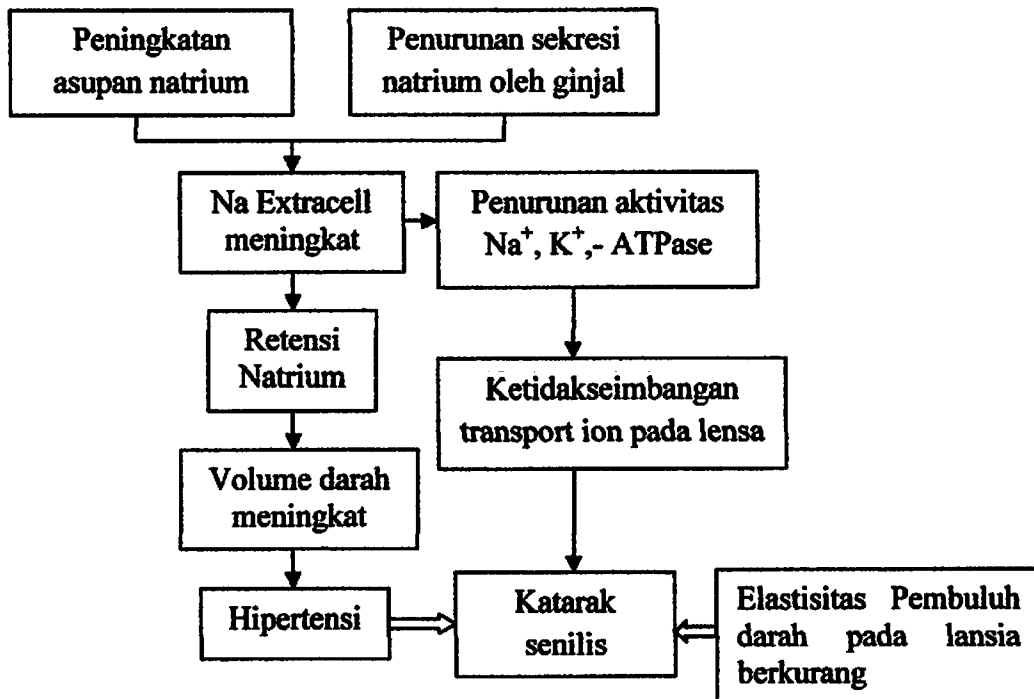 Peningkatan
asupan natrium
Penurunan sekresi
natrium oleh ginjal
Na Extracell
meningkat
Penurunan aktivitas
Na⁺, K⁺,- ATPase
Retensi
Natrium
Ketidakseimbangan
transport ion pada lensa
Volume darah
meningkat
Hipertensi
Katarak
senilis
Elastisitas Pembuluh
darah pada lansia
berkurang